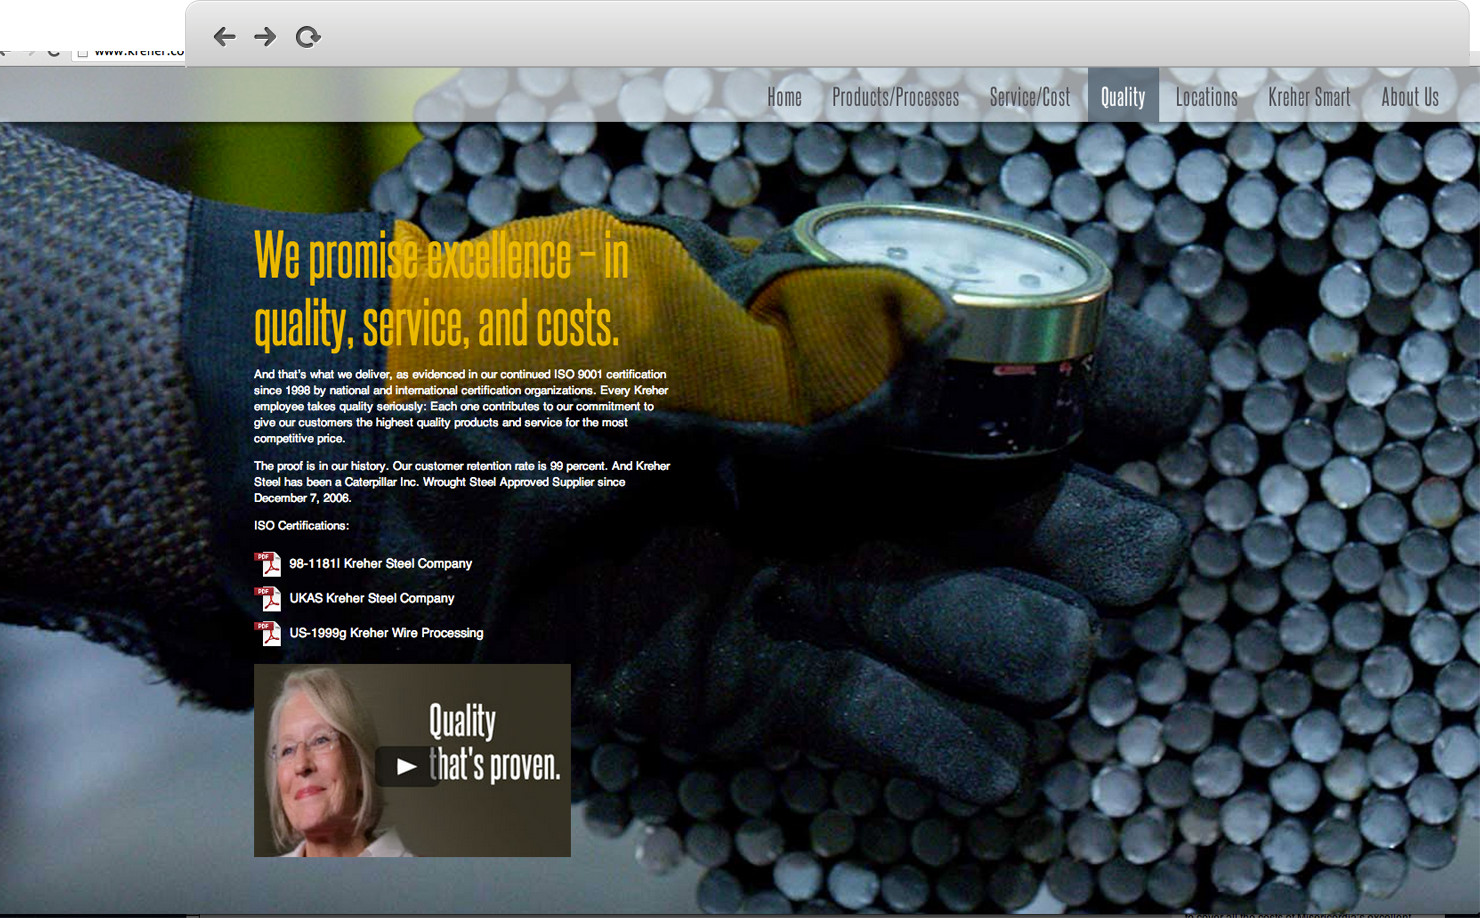 www.kreher.co
Home Products/Processes Service/Cost Quality Locations Kreher Smart About Us
We promise excellence – in
quality, service, and costs.
And that's what we deliver, as evidenced in our continued ISO 9001 certification
since 1998 by national and international certification organizations. Every Kreher
employee takes quality seriously: Each one contributes to our commitment to
give our customers the highest quality products and service for the most
competitive price.
The proof is in our history. Our customer retention rate is 99 percent. And Kreher
Steel has been a Caterpillar Inc. Wrought Steel Approved Supplier since
December 7, 2006.
ISO Certifications:
PDF 98-1181l Kreher Steel Company
PDF UKAS Kreher Steel Company
PDF US-1999g Kreher Wire Processing
Quality
that's proven.